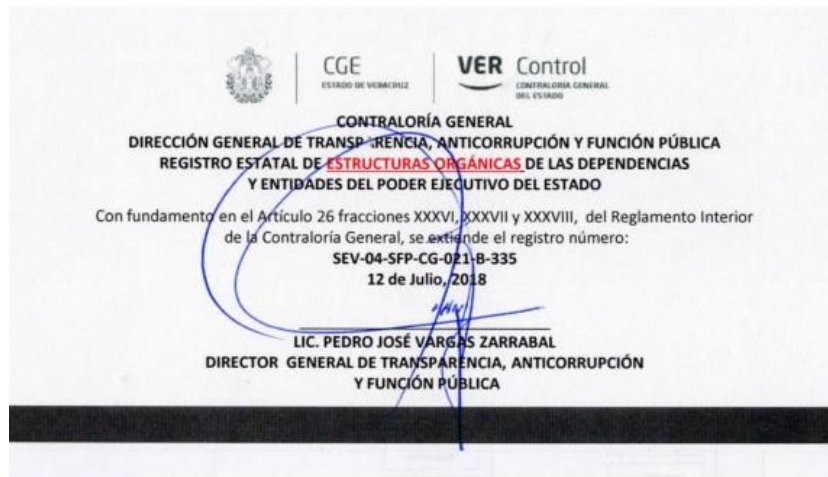 CGE
ESTADO DE VERACRUZ
VER Control
CONTRALORÍA GENERAL
DEL ESTADO
CONTRALORÍA GENERAL
DIRECCIÓN GENERAL DE TRANSPARENCIA, ANTICORRUPCIÓN Y FUNCIÓN PÚBLICA
REGISTRO ESTATAL DE ESTRUCTURAS ORGÁNICAS DE LAS DEPENDENCIAS
Y ENTIDADES DEL PODER EJECUTIVO DEL ESTADO
Con fundamento en el Artículo 26 fracciones XXXVI, XXXVII y XXXVIII, del Reglamento Interior
de la Contraloría General, se extiende el registro número:
SEV-04-SFP-CG-021-B-335
12 de Julio, 2018
LIC. PEDRO JOSÉ VARGAS ZARRABAL
DIRECTOR GENERAL DE TRANSPARENCIA, ANTICORRUPCIÓN
Y FUNCIÓN PÚBLICA